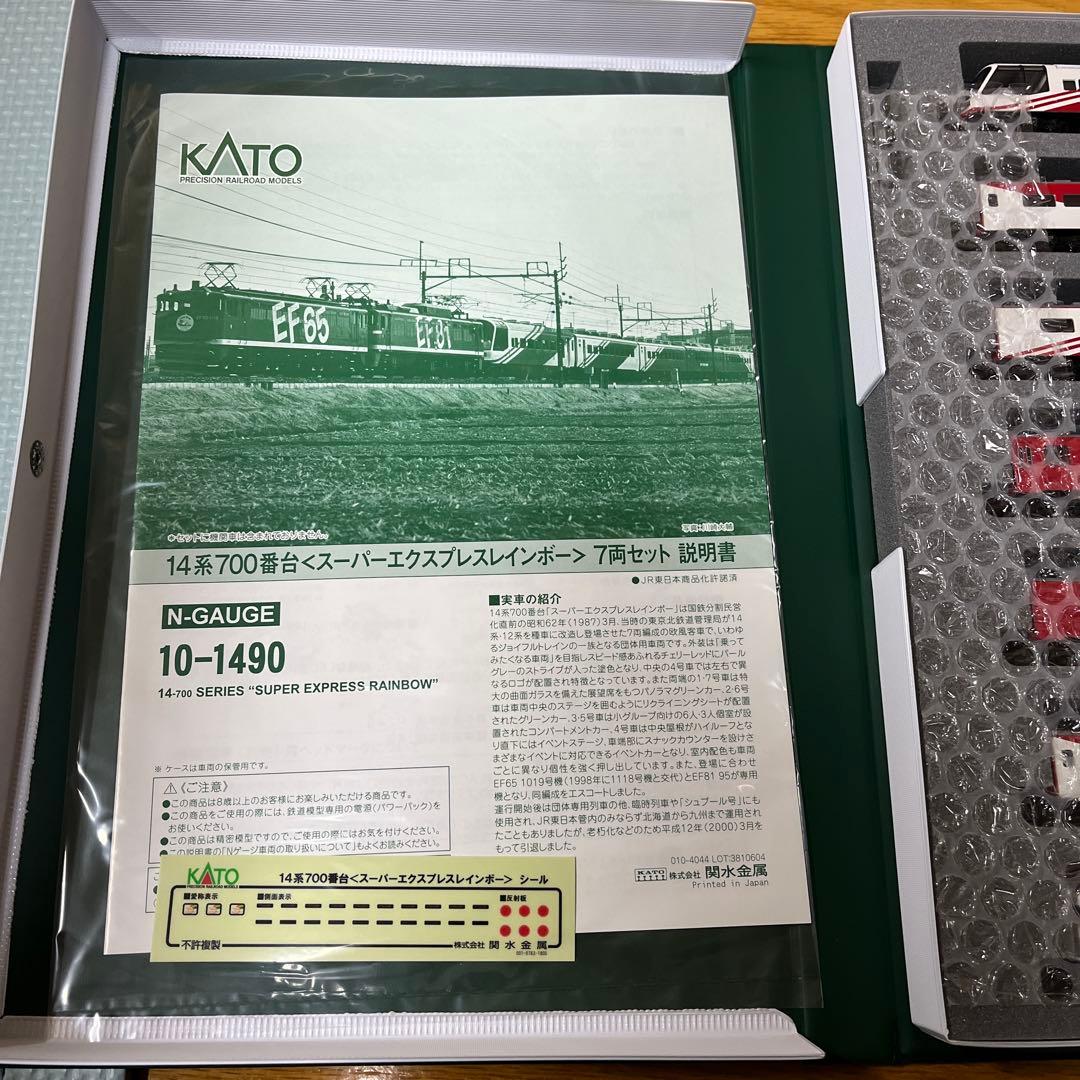 KATO
PRECISION RAILROAD MODELS
EF65
EF81
＊セットに機関車は含まれておりません。
写真:川崎大輔
14系700番台<スーパーエクスプレスレインボー> 7両セット 説明書
●JR東日本商品化許諾済
N-GAUGE
10-1490
14-700 SERIES "SUPER EXPRESS RAINBOW"
※ ケースは車両の保管用です。
⚠《ご注意》
●この商品は8歳以上のお客様にお楽しみいただける商品です。
●この商品をご使用の際には、鉄道模型専用の電源(パワーパック)を
お使いください。
●この商品は精密模型ですので、ご使用の際にはお気を付けください。
●この説明書の「Nゲージ車両の取り扱いについて」もよくお読みください。
■実車の紹介
14系700番台「スーパーエクスプレスレインボー」は国鉄分割民営
化直前の昭和62年(1987)3月、当時の東京北鉄道管理局が14
系・12系を種車に改造し登場させた7両編成の欧風客車で、いわゆ
るジョイフルトレインの一族となる団体用車両です。外装は「乗って
みたくなる車両」を目指しスピード感あふれるチェリーレッドにパール
グレーのストライプが入った塗色となり、中央の4号車では左右で異
なるロゴが配置され特徴となっています。また両端の1・7号車は特
大の曲面ガラスを備えた展望席をもつパノラマグリーンカー、2・6号
車は車両中央のステージを囲むようにリクライニングシートが配置
されたグリーンカー、3・5号車は小グループ向けの6人・3人個室が設
置されたコンパートメントカー、4号車は中央屋根がハイルーフとな
り直下にはイベントステージ、車端部にスナックカウンターを設けさ
まざまなイベントに対応できるイベントカーとなり、室内配色も車両
ごとに異なり個性を強く押し出しています。また、登場に合わせ
EF65 1019号機(1998年に1118号機と交代)とEF81 95が専用
機となり、同編成をエスコートしました。
運行開始後は団体専用列車の他、臨時列車や「シュプール号」にも
使用され、JR東日本管内のみならず北海道から九州まで運用され
たこともありましたが、老朽化などのため平成12年(2000)3月を
もって引退しました。
010-4044 LOT:3810604
KATO 株式会社 関水金属
Printed in Japan
KATO
PRECISION RAILROAD MODELS
14系700番台<スーパーエクスプレスレインボー> シール
■愛称表示
■側面表示
■反射板
不許複製
株式会社 関水金属